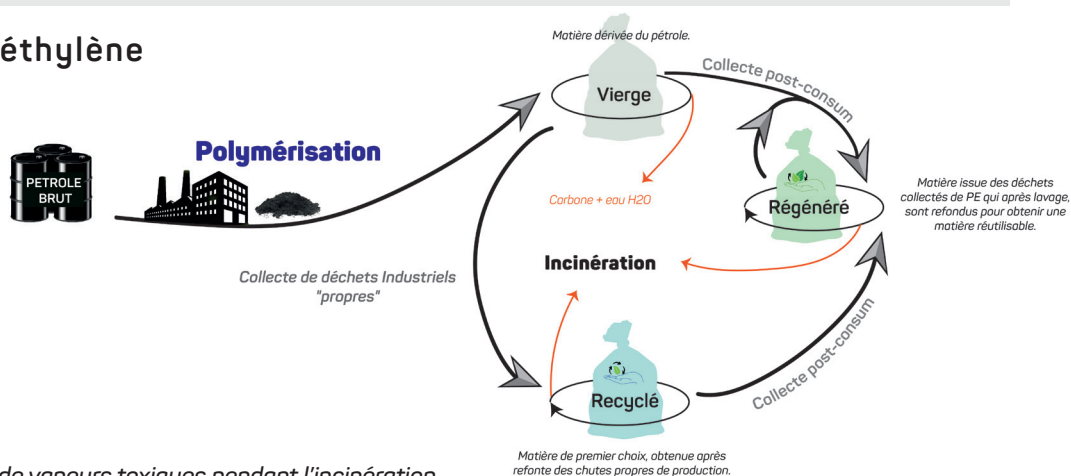 éthylène
Matière dérivée du pétrole.
Vierge
Collecte post-consum
Polymérisation
PETROLE
BRUT
Carbone + eau H2O
Régénéré
Matière issue des déchets
collectés de PE qui après lavage,
sont refondus pour obtenir une
matière réutilisable.
Collecte de déchets Industriels
"propres"
Incinération
Collecte post-consum
Recyclé
Matière de premier choix, obtenue après
refonte des chutes propres de production.
de vapeurs toxiques pendant l'incinération